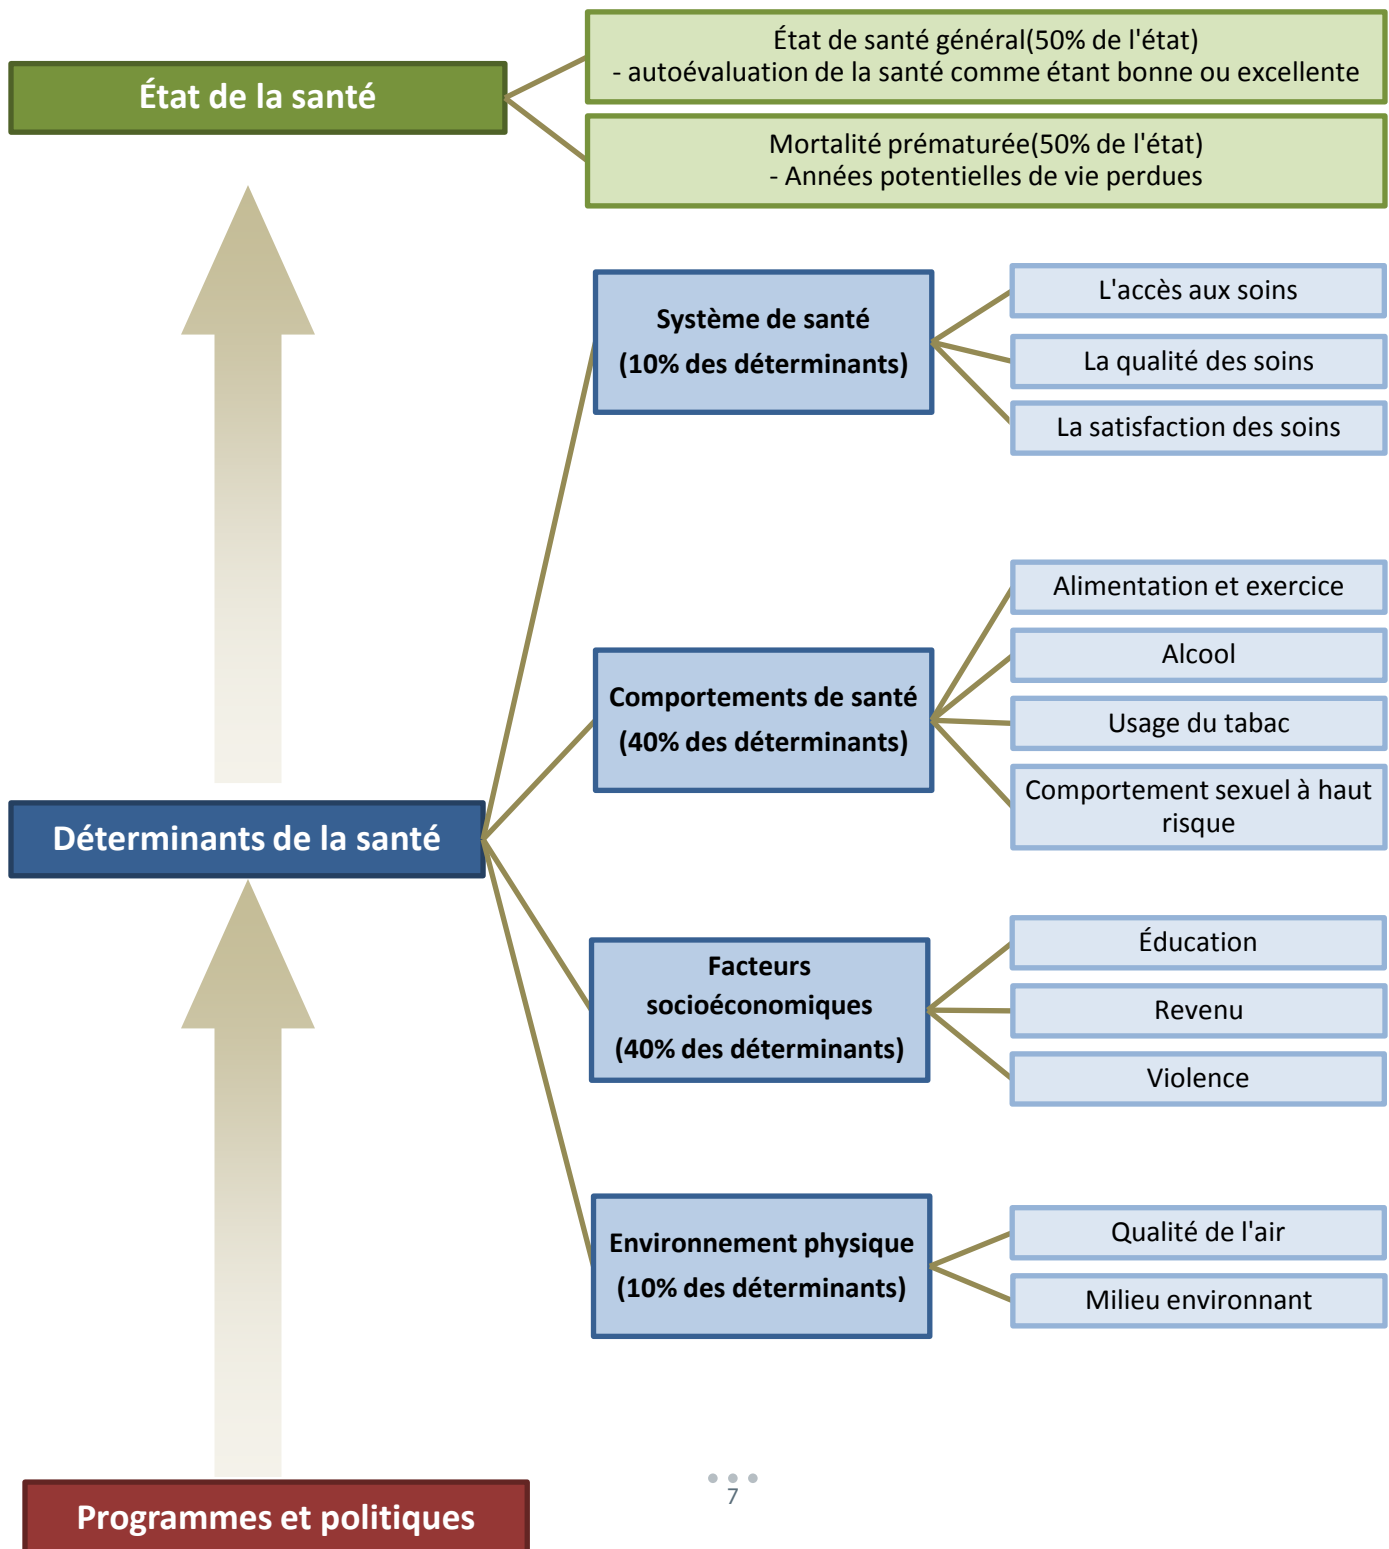 État de santé général(50% de l'état)
- autoévaluation de la santé comme étant bonne ou excellente
État de la santé
Mortalité prématurée(50% de l'état)
- Années potentielles de vie perdues
Système de santé
(10% des déterminants)
L'accès aux soins
La qualité des soins
La satisfaction des soins
Comportements de santé
(40% des déterminants)
Alimentation et exercice
Alcool
Usage du tabac
Comportement sexuel à haut
risque
Déterminants de la santé
Facteurs
socioéconomiques
(40% des déterminants)
Éducation
Revenu
Violence
Environnement physique
(10% des déterminants)
Qualité de l'air
Milieu environnant
Programmes et politiques
7